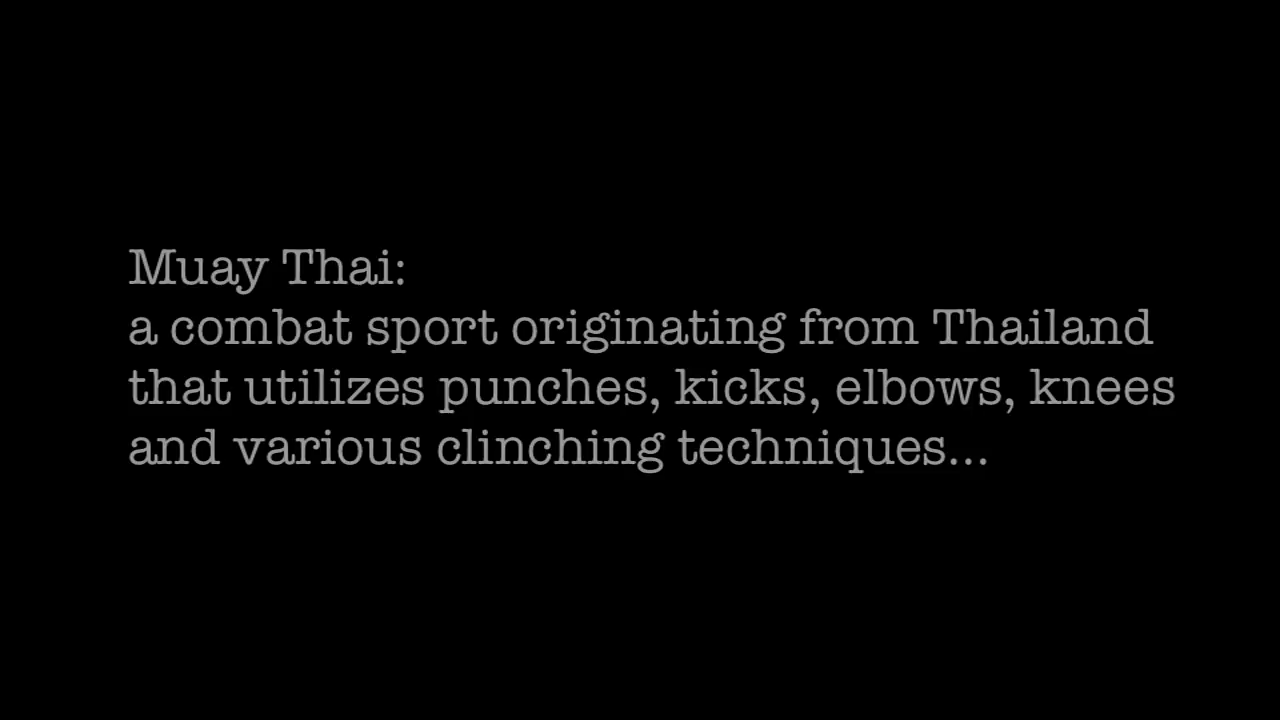 Muay Thai:
a combat sport originating from Thailand
that utilizes punches, kicks, elbows, knees
and various clinching techniques...